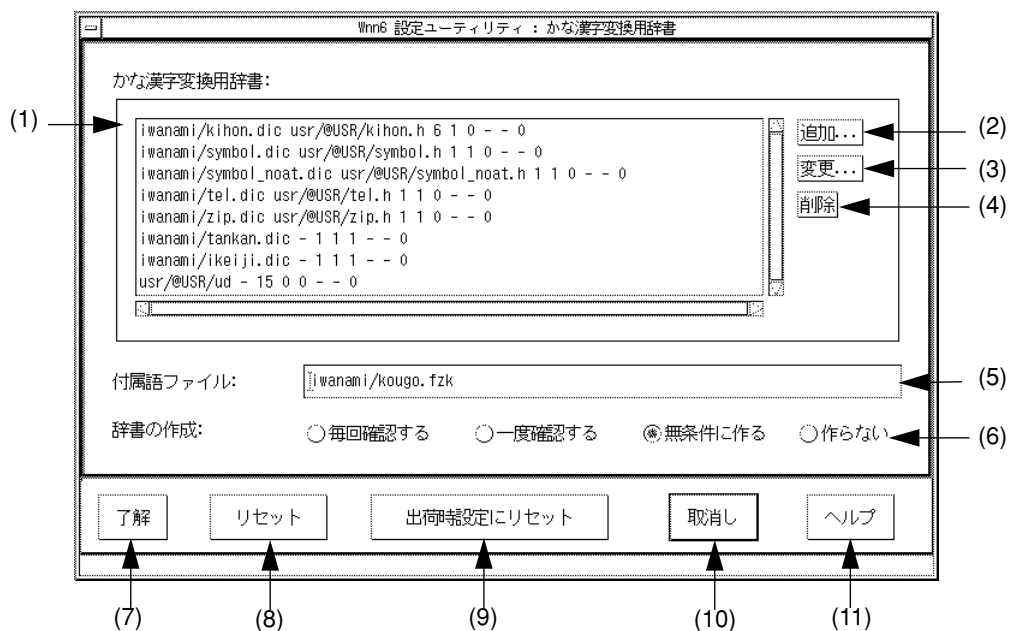 Wnn6 設定ユーティリティ : かな漢字変換用辞書
かな漢字変換用辞書:
(1)
iwanami/kihon.dic usr/@USR/kihon.h 6 1 0 - - 0
iwanami/symbol.dic usr/@USR/symbol.h 1 1 0 - - 0
iwanami/symbol_noat.dic usr/@USR/symbol_noat.h 1 1 0 - - 0
iwanami/tel.dic usr/@USR/tel.h 1 1 0 - - 0
iwanami/zip.dic usr/@USR/zip.h 1 1 0 - - 0
iwanami/tankan.dic - 1 1 1 - - 0
iwanami/ikeiji.dic - 1 1 1 - - 0
usr/@USR/ud - 15 0 0 - - 0
追加... (2)
変更... (3)
削除 (4)
付属語ファイル: iwanami/kougo.fzk (5)
辞書の作成: 毎回確認する 一度確認する 無条件に作る 作らない (6)
了解 リセット 出荷時設定にリセット 取消し ヘルプ
(7) (8) (9) (10) (11)